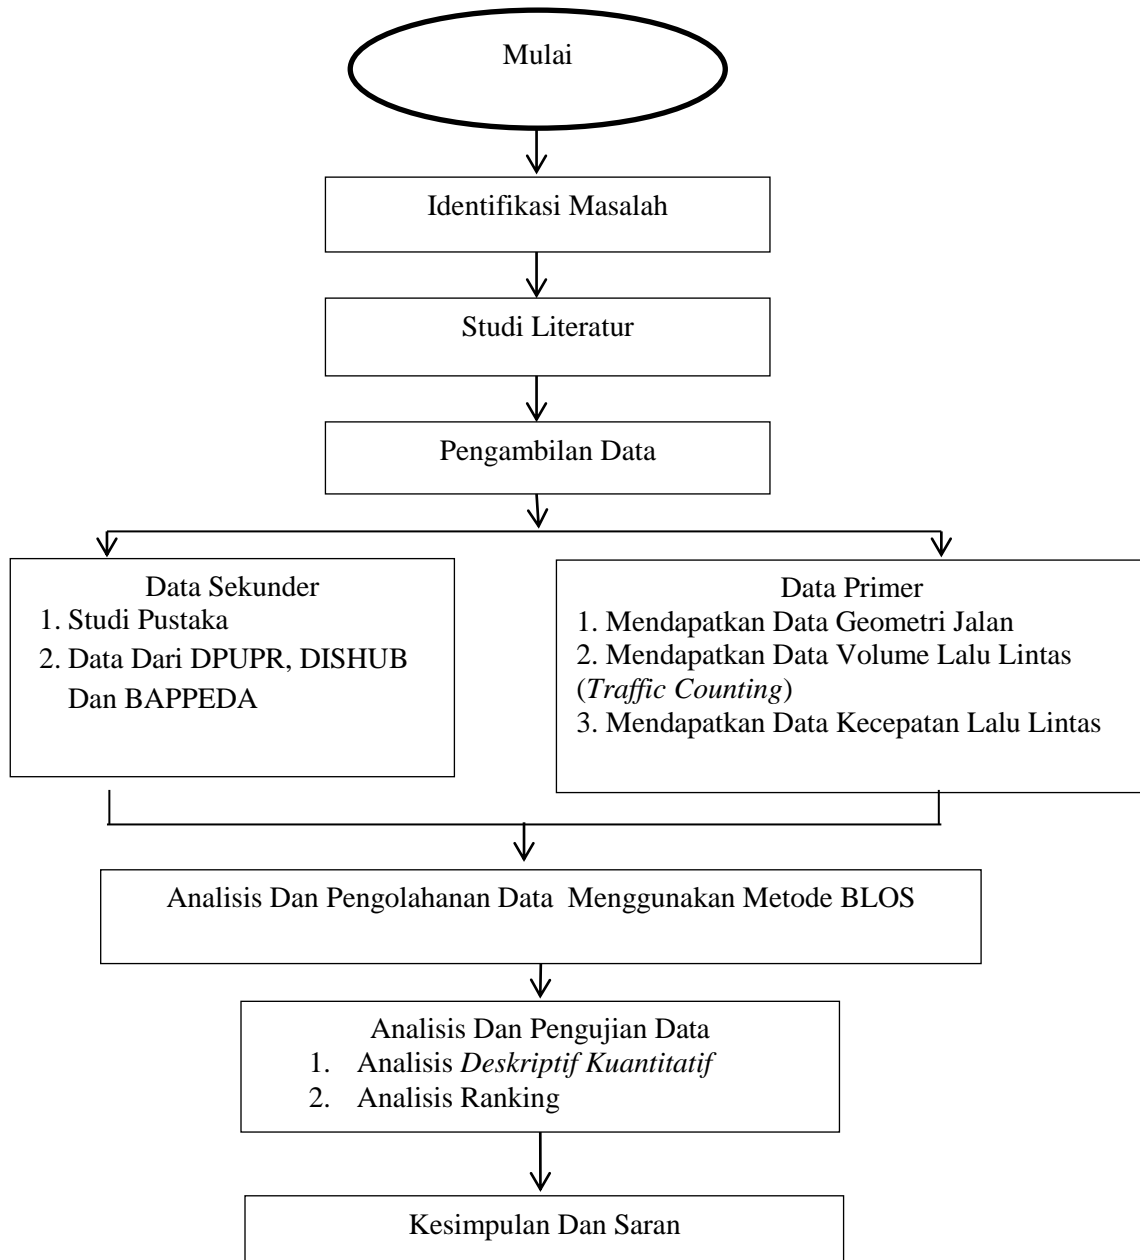 Mulai
Identifikasi Masalah
Studi Literatur
Pengambilan Data
Data Sekunder
1. Studi Pustaka
2. Data Dari DPUPR, DISHUB
Dan BAPPEDA
Data Primer
1. Mendapatkan Data Geometri Jalan
2. Mendapatkan Data Volume Lalu Lintas
(Traffic Counting)
3. Mendapatkan Data Kecepatan Lalu Lintas
Analisis Dan Pengolahanan Data  Menggunakan Metode BLOS
Analisis Dan Pengujian Data
1. Analisis Deskriptif Kuantitatif
2. Analisis Ranking
Kesimpulan Dan Saran